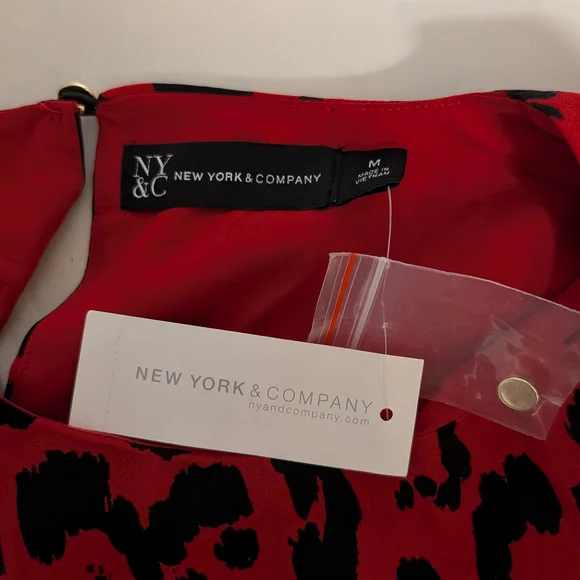 NY
&C
NEW YORK & COMPANY
M
MADE IN
VIETNAM
NEW YORK & COMPANY
nyandcompany.com